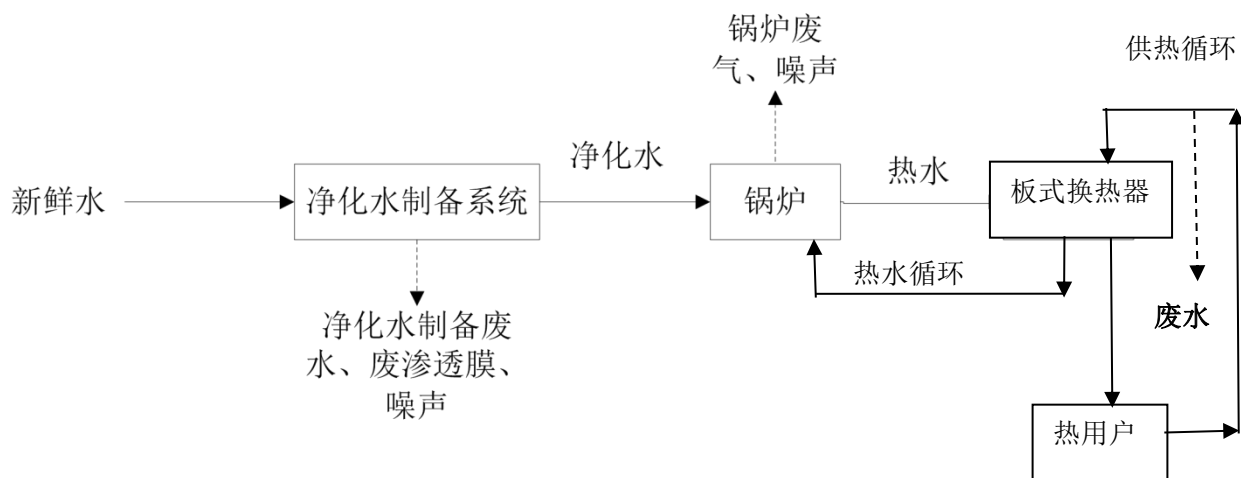 锅炉废
气、噪声
供热循环
净化水
热水
新鲜水
净化水制备系统
锅炉
板式换热器
热水循环
净化水制备废
水、废渗透膜、
噪声
废水
热用户